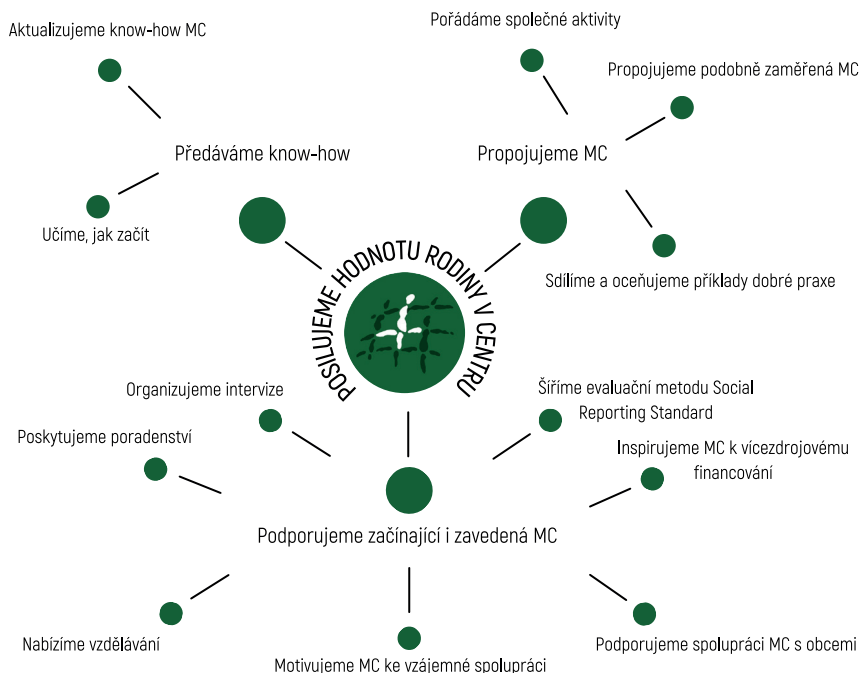 Aktualizujeme know-how MC
Předáváme know-how
Učíme, jak začít
Pořádáme společné aktivity
Propojujeme podobně zaměřená MC
Propojujeme MC
Sdílíme a oceňujeme příklady dobré praxe
POSILUJEME HODNOTU RODINY V CENTRU
Organizujeme intervize
Poskytujeme poradenství
Šíříme evaluační metodu Social
Reporting Standard
Inspirujeme MC k vícezdrojovému
financování
Podporujeme začínající i zavedená MC
Nabízíme vzdělávání
Motivujeme MC ke vzájemné spolupráci
Podporujeme spolupráci MC s obcemi